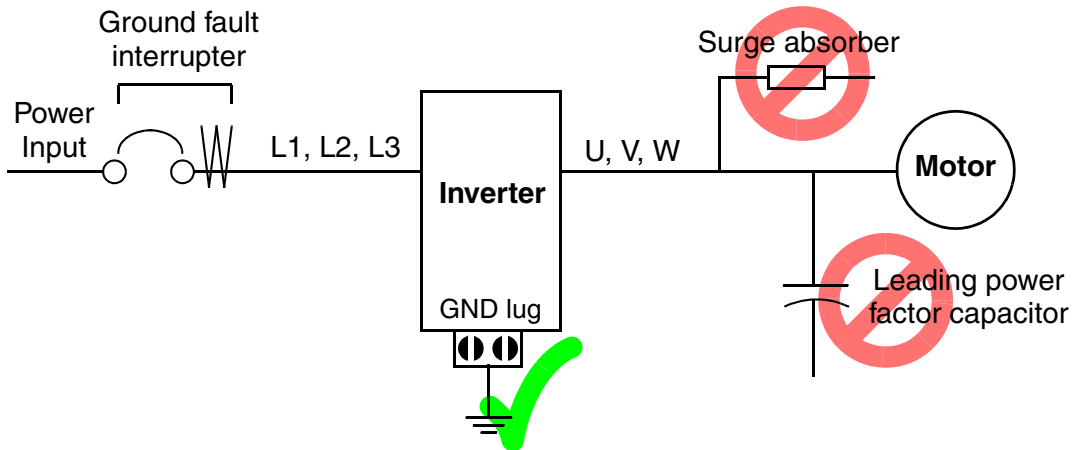 Ground fault
interrupter
Surge absorber
Power
Input
L1, L2, L3
U, V, W
Motor
Inverter
Leading power
factor capacitor
GND lug